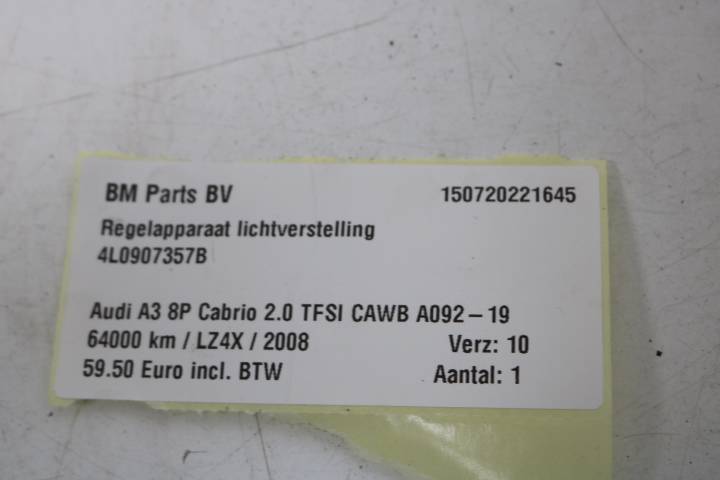 BM Parts BV 150720221645
Regelapparaat lichtverstelling
4L0907357B
Audi A3 8P Cabrio 2.0 TFSI CAWB A092-19
64000 km / LZ4X / 2008 Verz: 10
59.50 Euro incl. BTW Aantal: 1